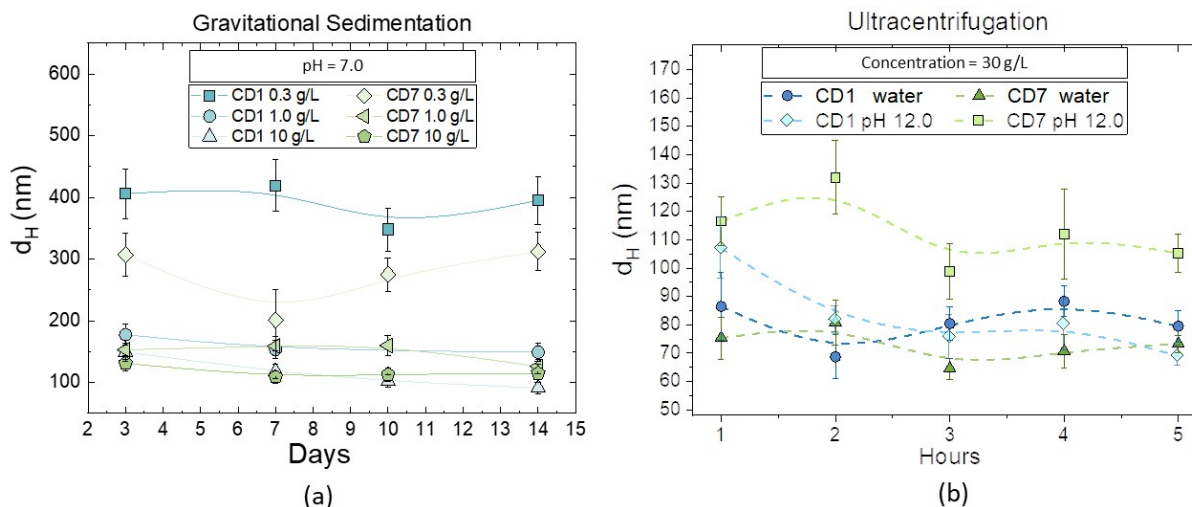 Gravitational Sedimentation
pH = 7.0
CD1 0.3 g/L CD7 0.3 g/L
CD1 1.0 g/L CD7 1.0 g/L
CD1 10 g/L CD7 10 g/L
600
500
400
300
200
100
d_H (nm)
2 3 4 5 6 7 8 9 10 11 12 13 14 15
Days
(a)
Ultracentrifugation
Concentration = 30 g/L
CD1 water CD7 water
CD1 pH 12.0 CD7 pH 12.0
170
160
150
140
130
120
110
100
90
80
70
60
50
d_H (nm)
1 2 3 4 5
Hours
(b)